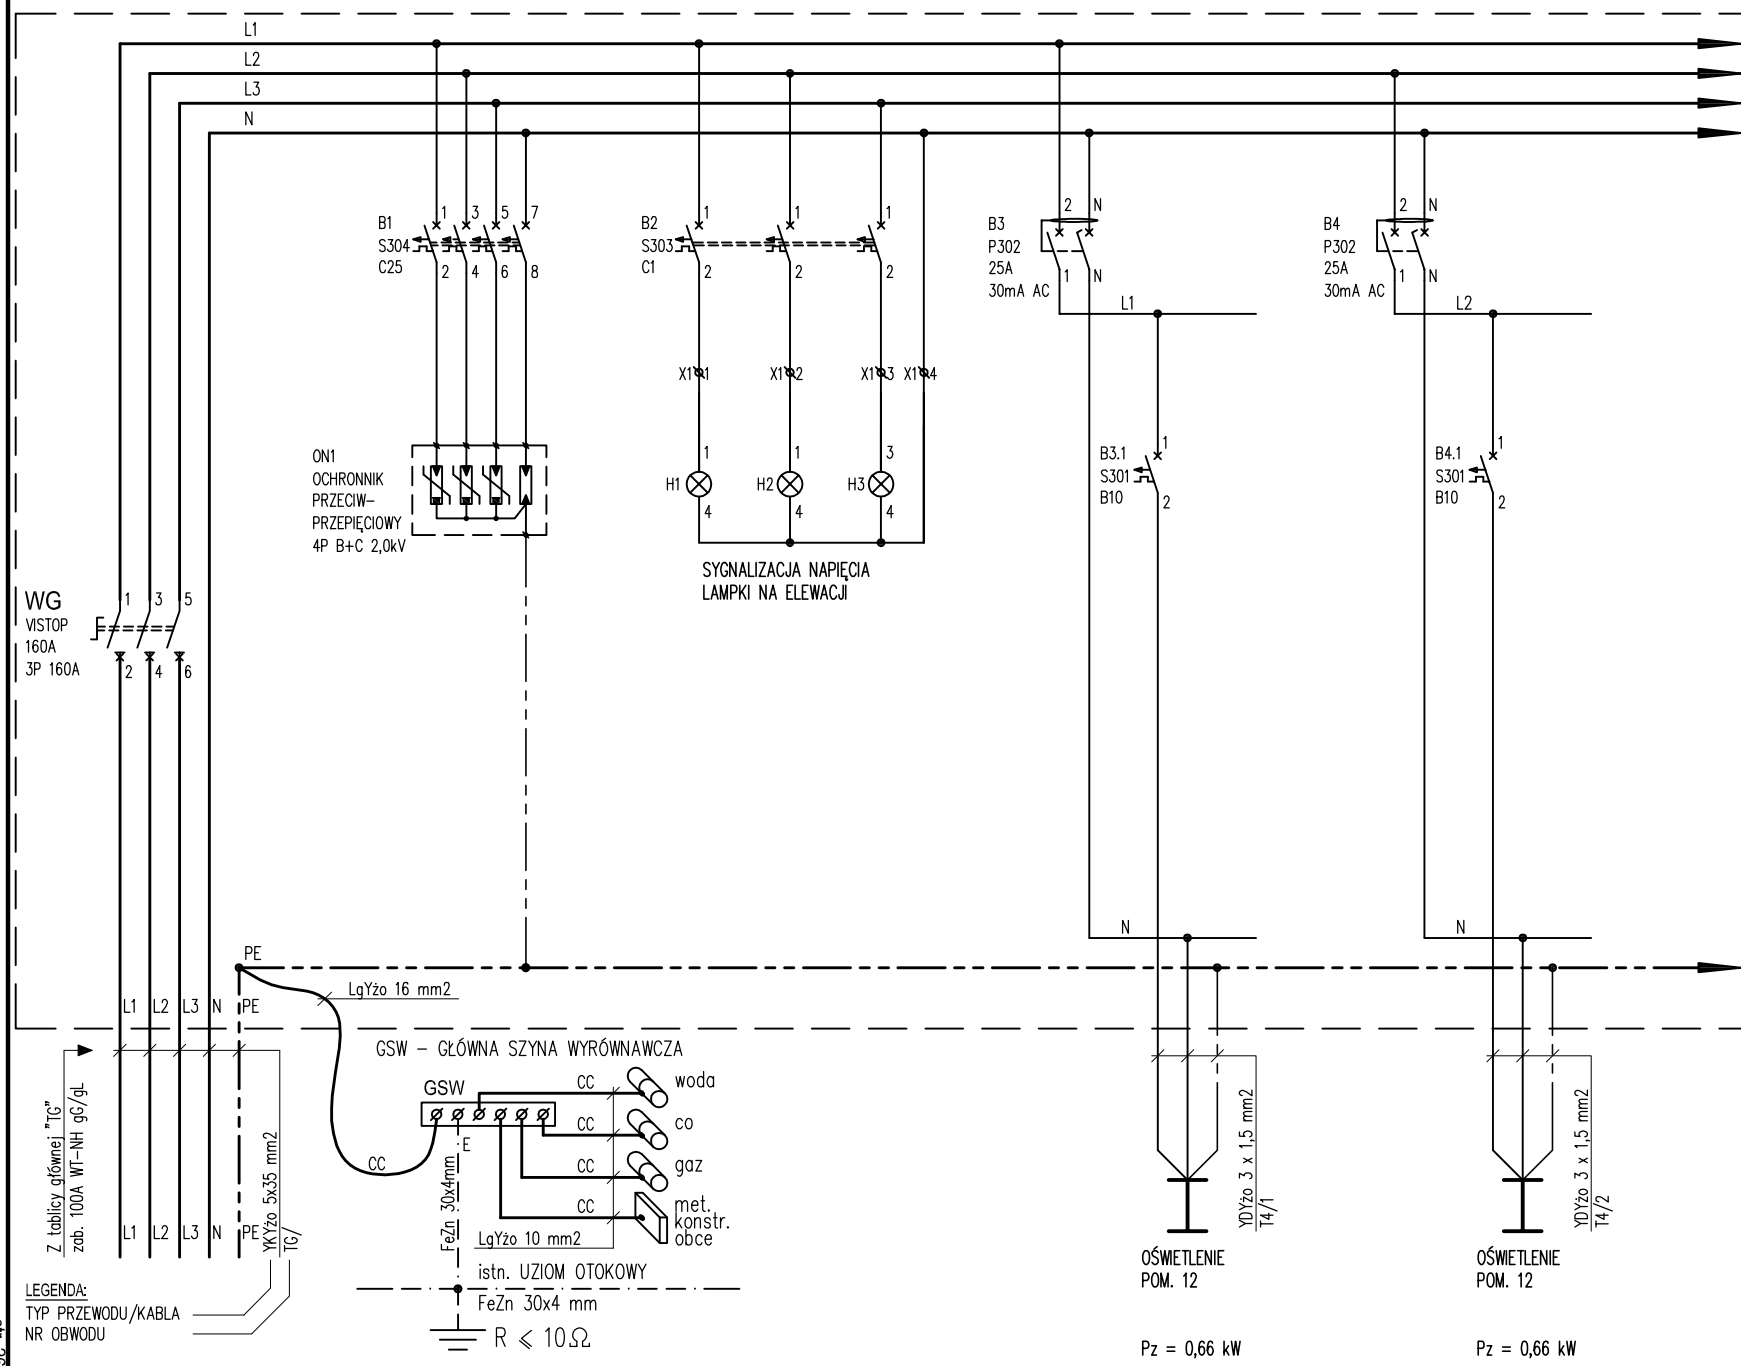 L1
L2
L3
N
B1
S304
C25
1 3 5 7
2 4 6 8
B2
S303
C1
1 1 1
2 2 2
B3
P302
25A
30mA AC
2 N
1 N
L1
B4
P302
25A
30mA AC
2 N
1 N
L2
X1 1 X1 2 X1 3 X1 4
B3.1
S301
B10
1
2
B4.1
S301
B10
1
2
ON1
OCHRONNIK
PRZECIW-
PRZEPIĘCIOWY
4P B+C 2,0kV
1 1 3
H1 H2 H3
4 4 4
SYGNALIZACJA NAPIĘCIA
LAMPKI NA ELEWACJI
WG
VISTOP
160A
3P 160A
1 3 5
2 4 6
N
N
PE
LgYżo 16 mm2
L1 L2 L3 N PE
GSW - GŁÓWNA SZYNA WYRÓWNAWCZA
GSW
CC woda
CC co
CC gaz
CC met.
konstr.
obce
CC
E
FeZn 30x4mm
LgYżo 10 mm2
Z tablicy głównej "TG"
zab. 100A WT-NH gG/gL
L1 L2 L3 N PE
YKYżo 5x35 mm2
TG/
istn. UZIOM OTOKOWY
FeZn 30x4 mm
R ⩽ 10Ω
LEGENDA:
TYP PRZEWODU/KABLA
NR OBWODU
YDYżo 3 x 1,5 mm2
T4/1
OŚWIETLENIE
POM. 12
Pz = 0,66 kW
YDYżo 3 x 1,5 mm2
T4/2
OŚWIETLENIE
POM. 12
Pz = 0,66 kW